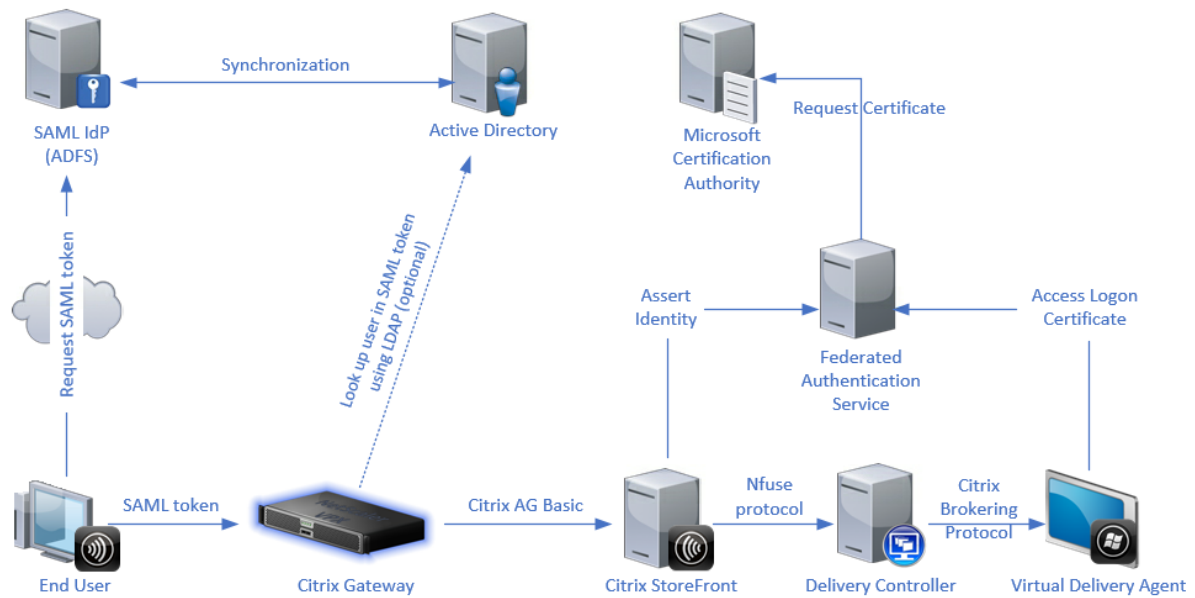 Synchronization
SAML IdP
(ADFS)
Active Directory
Request Certificate
Microsoft
Certification
Authority
Request SAML token
Look up user in SAML token
using LDAP (optional)
Assert
Identity
Access Logon
Certificate
Federated
Authentication
Service
SAML token
Citrix AG Basic
Nfuse
protocol
Citrix
Brokering
Protocol
End User
Citrix Gateway
Citrix StoreFront
Delivery Controller
Virtual Delivery Agent